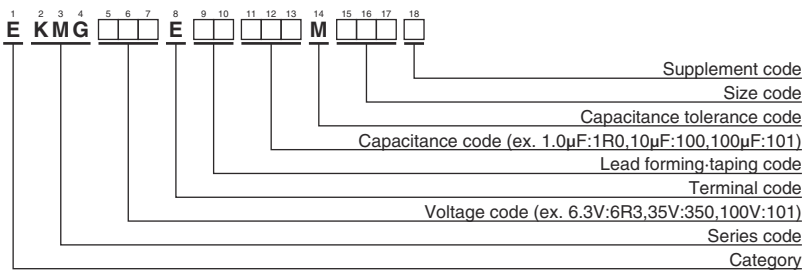 1 2 3 4 5 6 7 8 9 10 11 12 13 14 15 16 17 18
E KMG □□□ E □□ □□□ M □□□ □
Supplement code
Size code
Capacitance tolerance code
Capacitance code (ex. 1.0μF:1R0,10μF:100,100μF:101)
Lead forming·taping code
Terminal code
Voltage code (ex. 6.3V:6R3,35V:350,100V:101)
Series code
Category